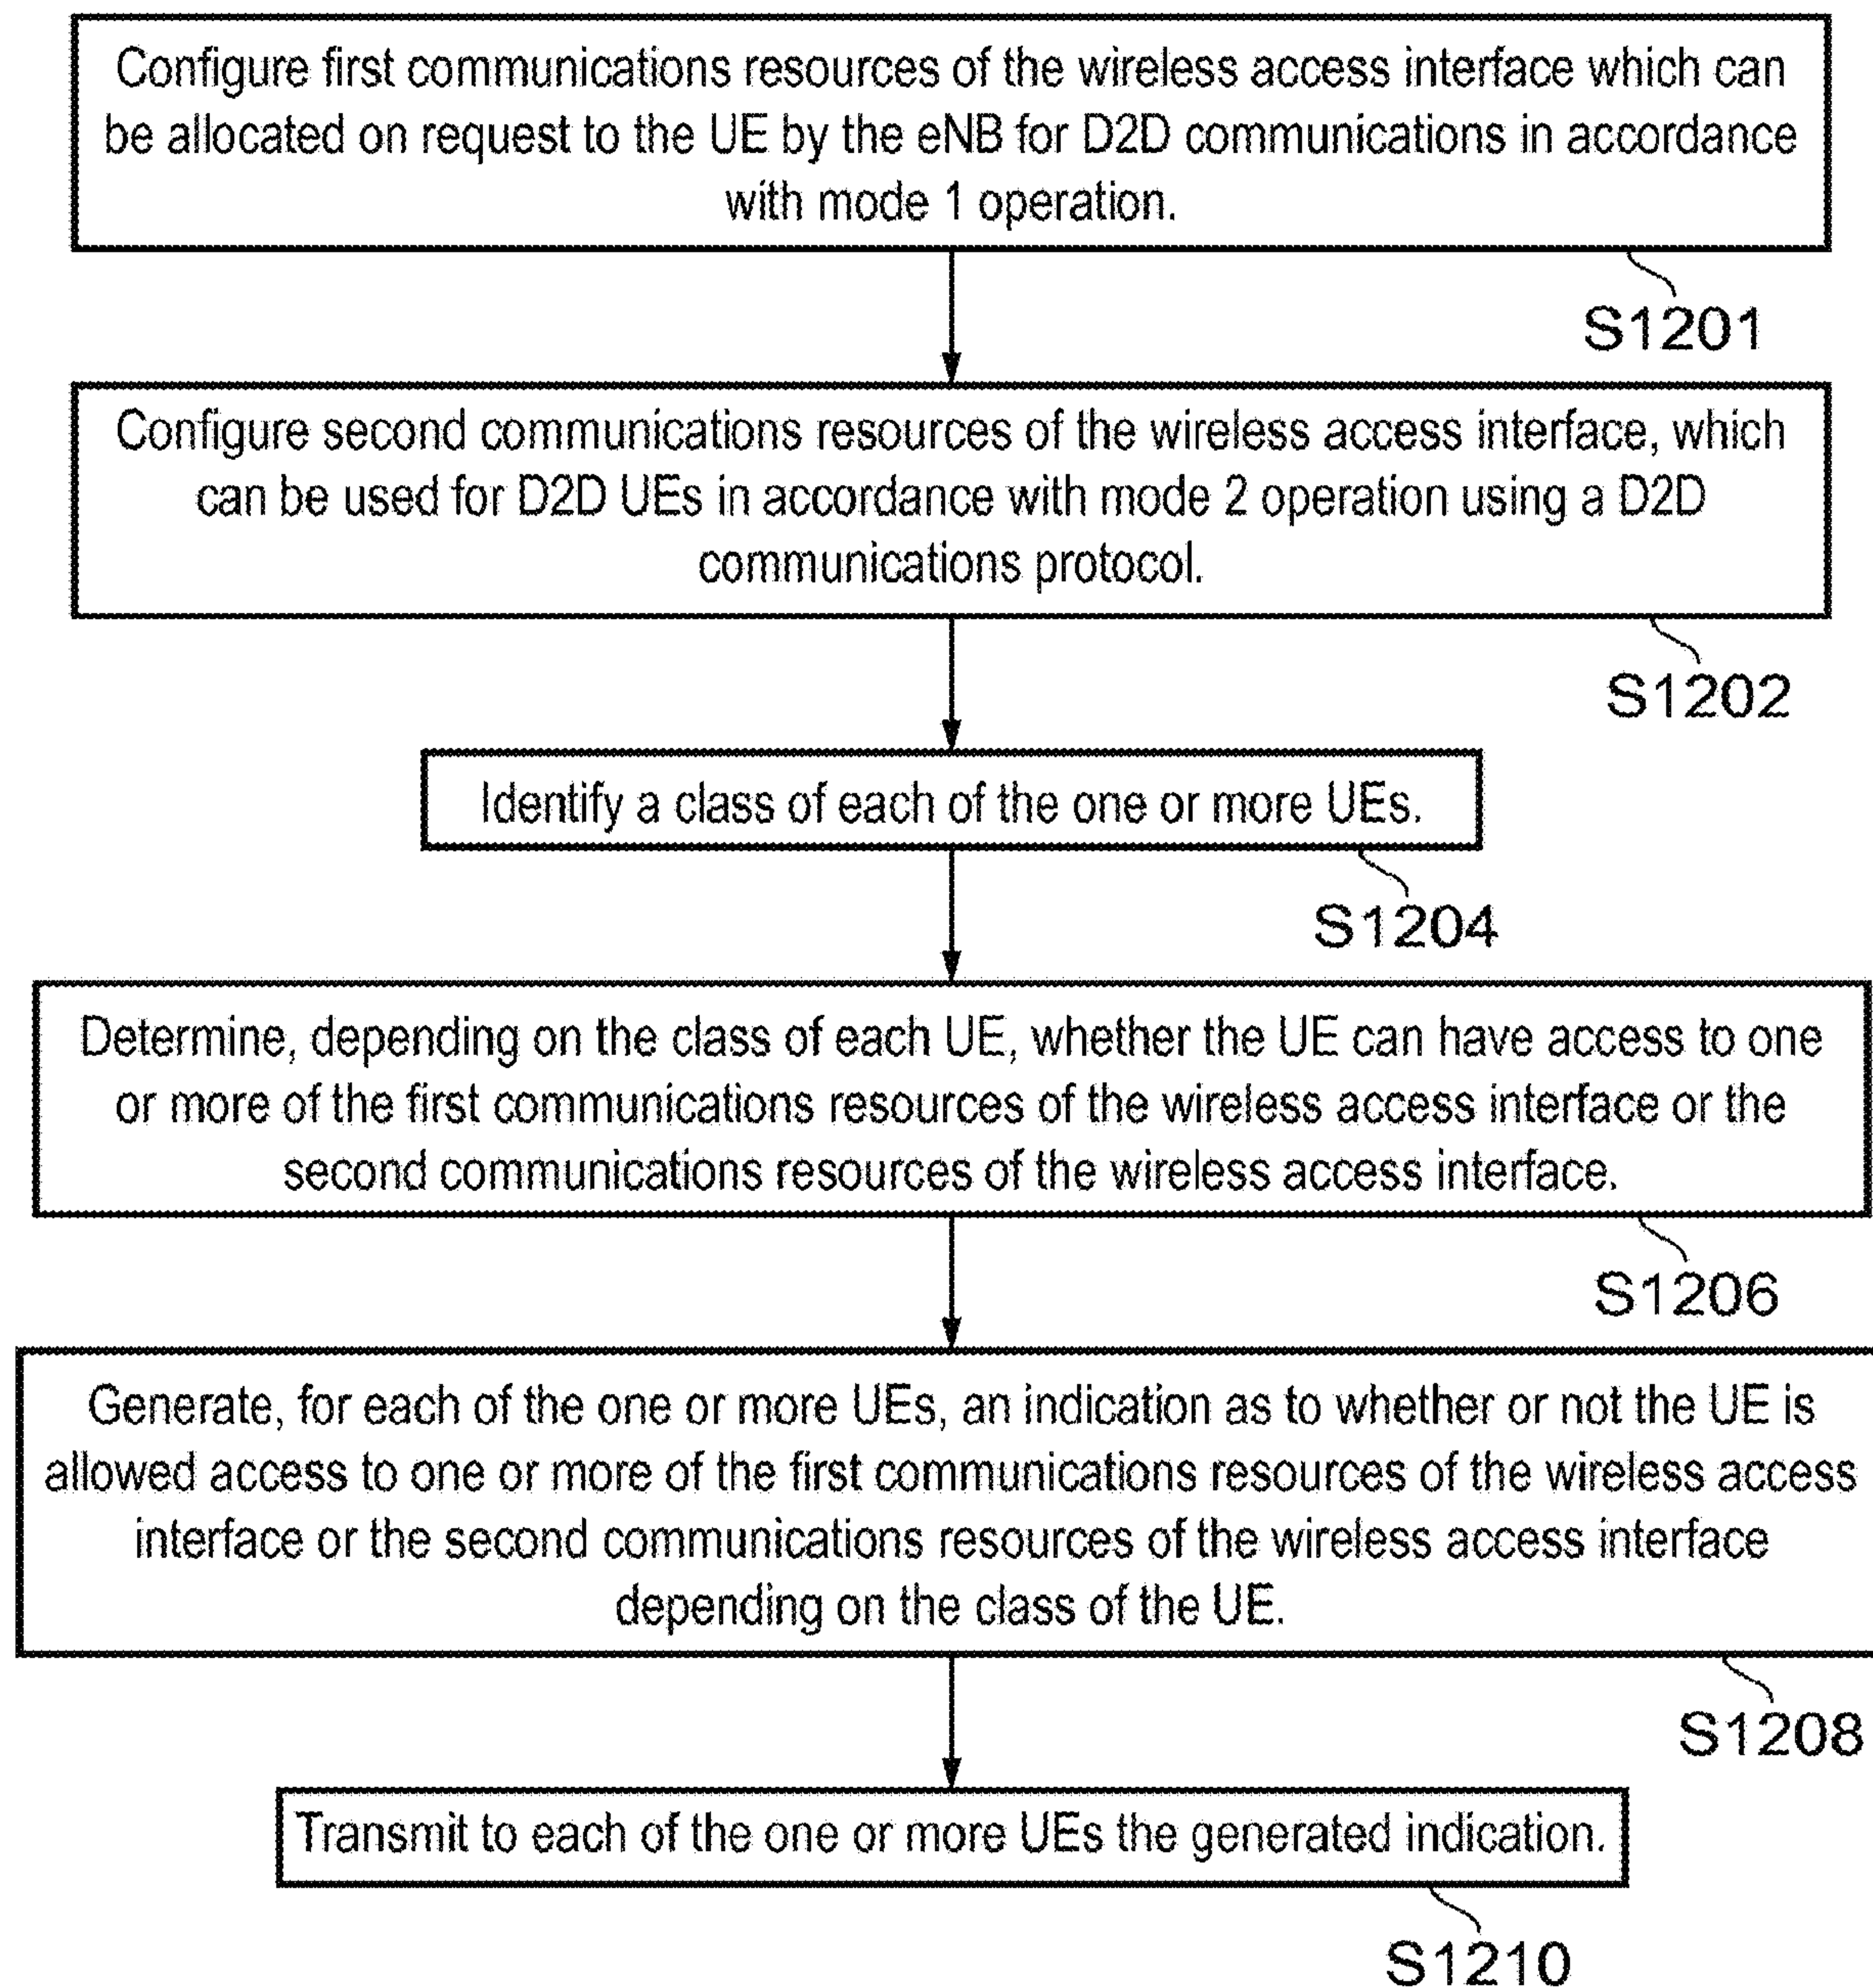 Configure first communications resources of the wireless access interface which can
be allocated on request to the UE by the eNB for D2D communications in accordance
with mode 1 operation.
S1201
Configure second communications resources of the wireless access interface, which
can be used for D2D UEs in accordance with mode 2 operation using a D2D
communications protocol.
S1202
Identify a class of each of the one or more UEs.
S1204
Determine, depending on the class of each UE, whether the UE can have access to one
or more of the first communications resources of the wireless access interface or the
second communications resources of the wireless access interface.
S1206
Generate, for each of the one or more UEs, an indication as to whether or not the UE is
allowed access to one or more of the first communications resources of the wireless access
interface or the second communications resources of the wireless access interface
depending on the class of the UE.
S1208
Transmit to each of the one or more UEs the generated indication.
S1210